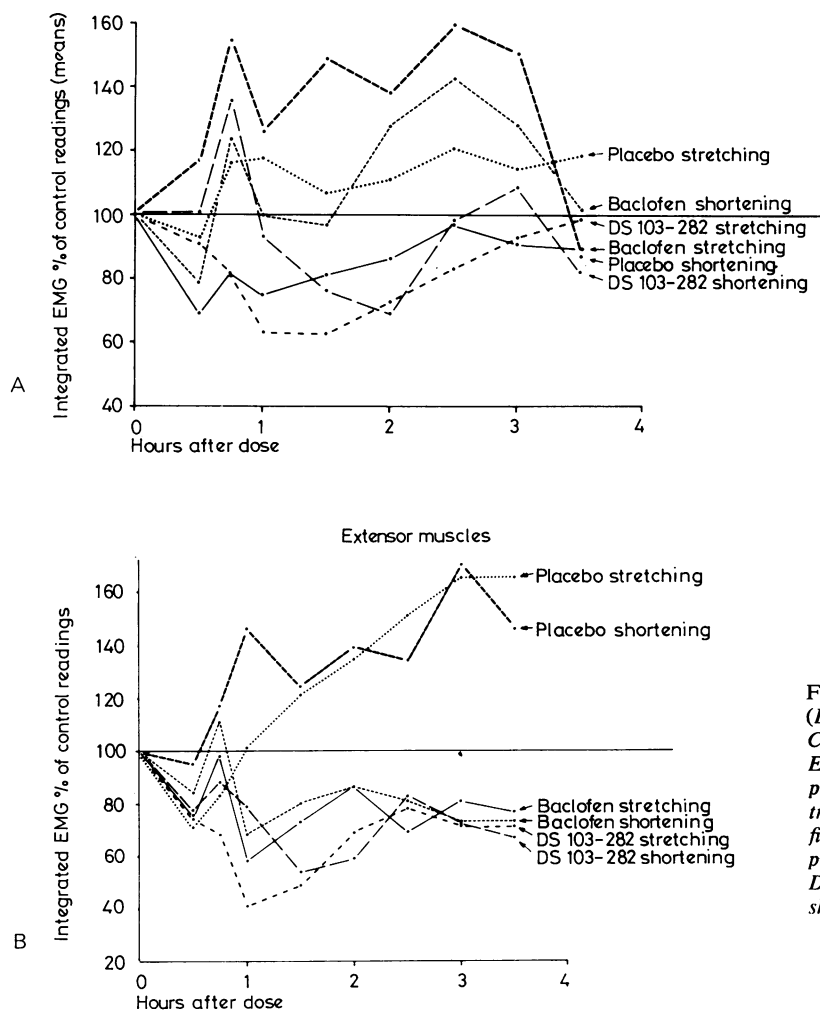 160
140
120
100
80
60
40
Integrated EMG % of control readings (means)
Placebo stretching
Baclofen shortening
DS 103-282 stretching
Baclofen stretching
Placebo shortening
DS 103-282 shortening
A
0 1 2 3 4
Hours after dose
Extensor muscles
160
140
120
100
80
60
40
20
Integrated EMG % of control readings
Placebo stretching
Placebo shortening
Baclofen stretching
Baclofen shortening
DS 103-282 stretching
DS 103-282 shortening
B
0 1 2 3 4
Hours after dose